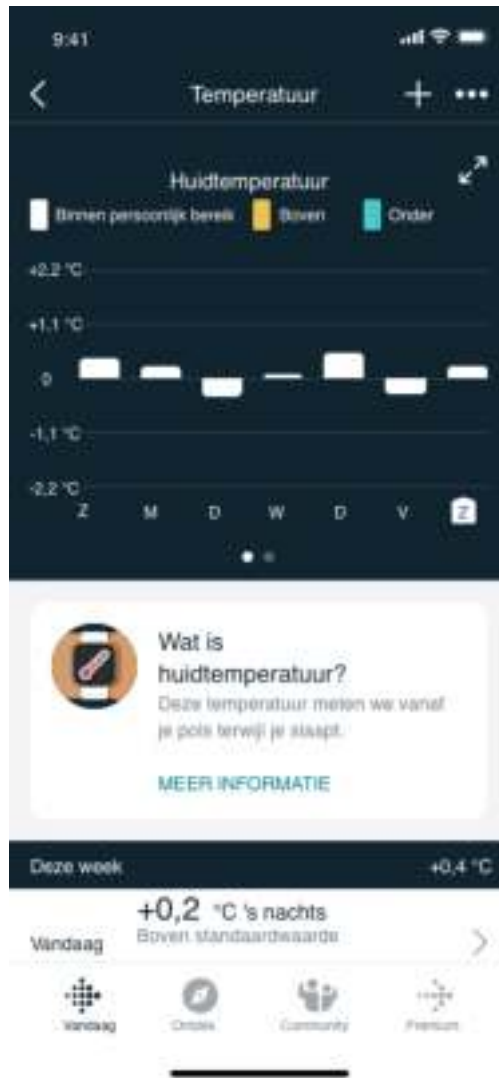 9:41
Temperatuur
Huidtemperatuur
Binnen persoonlijk bereik Boven Onder
+2,2 °C
+1,1 °C
0
-1,1 °C
-2,2 °C
Z M D W D V Z
Wat is
huidtemperatuur?
Deze temperatuur meten we vanaf
je pols terwijl je slaapt.
MEER INFORMATIE
Deze week +0,4 °C
+0,2 °C 's nachts
Vandaag Boven standaardwaarde
Vandaag Ontdek Community Premium